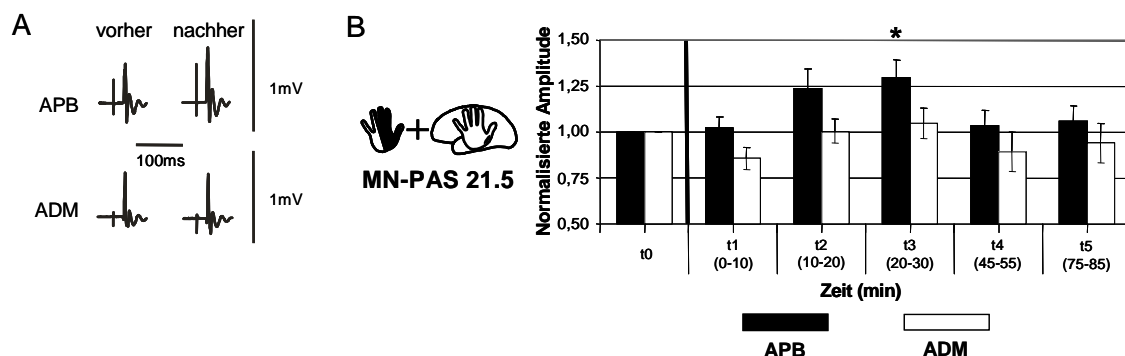 A
vorher nachher
APB
1mV
100ms
ADM
1mV
B
MN-PAS 21.5
Normalisierte Amplitude
1,50
1,25
1,00
0,75
0,50
*
t0 t1 t2 t3 t4 t5
(0-10) (10-20) (20-30) (45-55) (75-85)
Zeit (min)
APB ADM